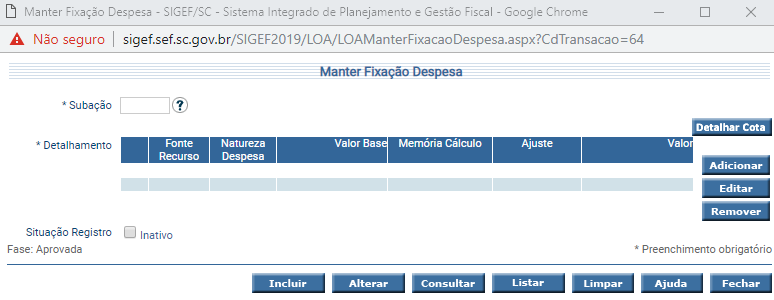 Manter Fixação Despesa - SIGEF/SC - Sistema Integrado de Planejamento e Gestão Fiscal - Google Chrome
Não seguro | sigef.sef.sc.gov.br/SIGEF2019/LOA/LOAManterFixacaoDespesa.aspx?CdTransacao=64
Manter Fixação Despesa
* Subação ?
Detalhar Cota
* Detalhamento Fonte Recurso Natureza Despesa Valor Base Memória Cálculo Ajuste Valor
Adicionar
Editar
Remover
Situação Registro Inativo
Fase: Aprovada * Preenchimento obrigatório
Incluir Alterar Consultar Listar Limpar Ajuda Fechar